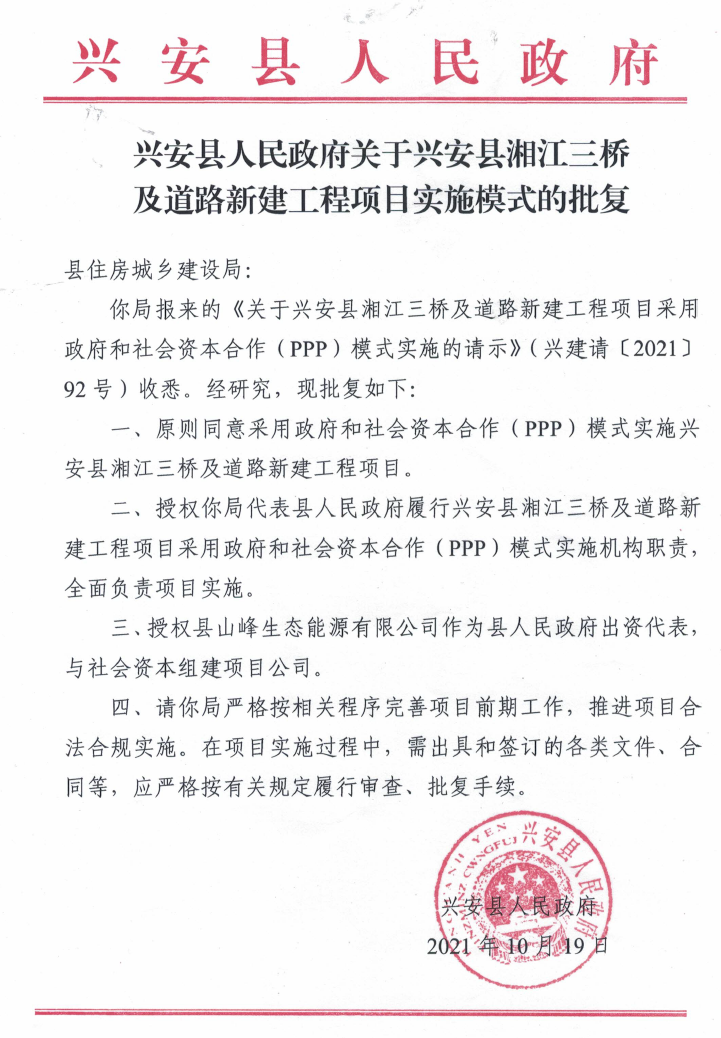 兴安县人民政府
兴安县人民政府关于兴安县湘江三桥
及道路新建工程项目实施模式的批复
县住房城乡建设局：
你局报来的《关于兴安县湘江三桥及道路新建工程项目采用
政府和社会资本合作（PPP）模式实施的请示》（兴建请〔2021〕
92号）收悉。经研究，现批复如下：
一、原则同意采用政府和社会资本合作（PPP）模式实施兴
安县湘江三桥及道路新建工程项目。
二、授权你局代表县人民政府履行兴安县湘江三桥及道路新
建工程项目采用政府和社会资本合作（PPP）模式实施机构职责，
全面负责项目实施。
三、授权县山峰生态能源有限公司作为县人民政府出资代表，
与社会资本组建项目公司。
四、请你局严格按相关程序完善项目前期工作，推进项目合
法合规实施。在项目实施过程中，需出具和签订的各类文件、合
同等，应严格按有关规定履行审查、批复手续。
兴安县人民政府
兴安县人民政府
2021年10月19日